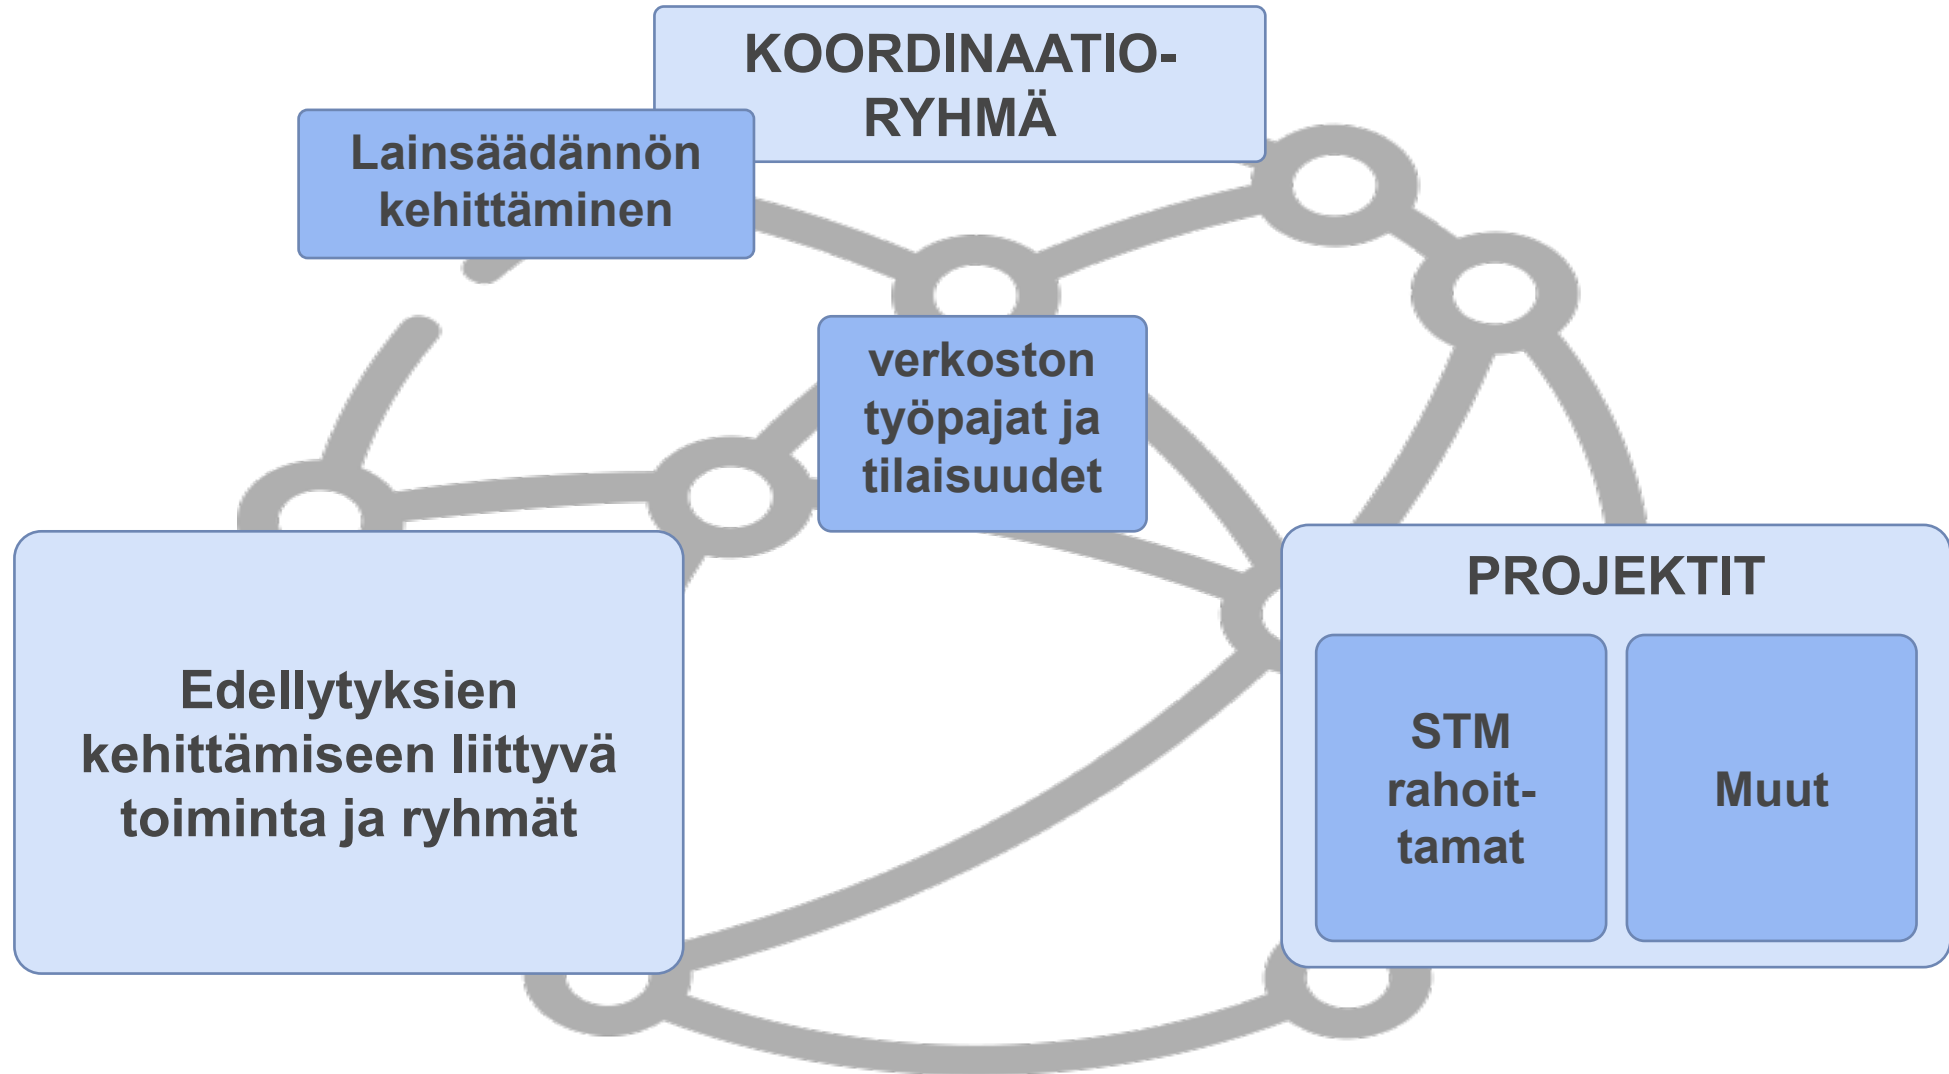 KOORDINAATIO-
RYHMÄ
Lainsäädännön
kehittäminen
verkoston
työpajat ja
tilaisuudet
Edellytyksien
kehittämiseen liittyvä
toiminta ja ryhmät
PROJEKTIT
STM
rahoit-
tamat
Muut